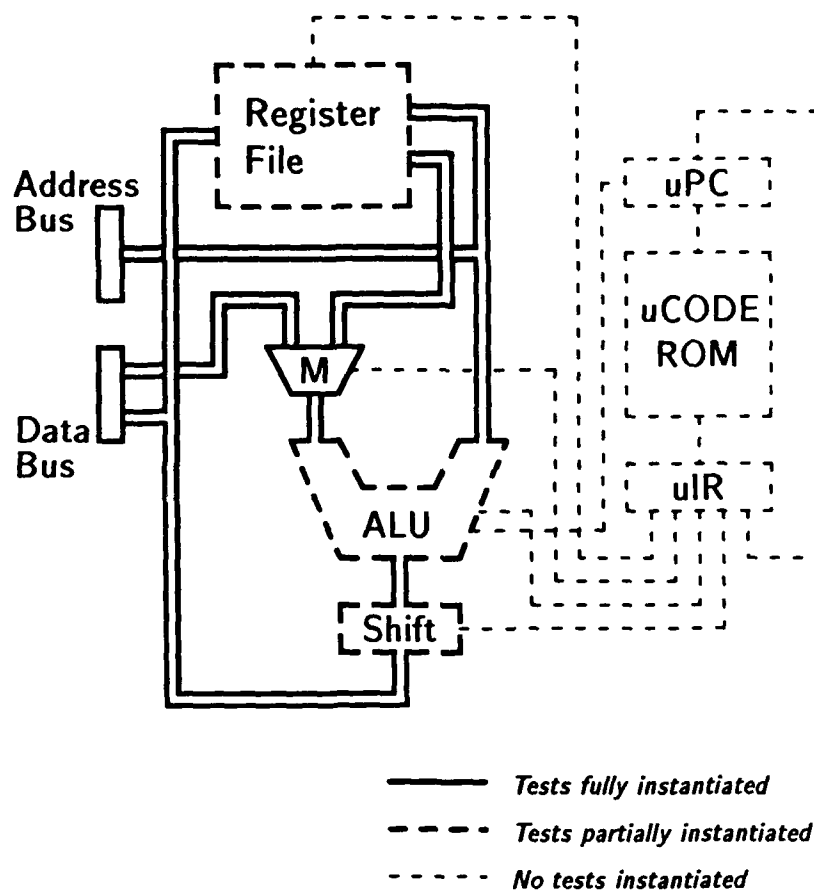 Register
File
Address
Bus
uPC
uCODE
ROM
M
Data
Bus
uIR
ALU
Shift
Tests fully instantiated
Tests partially instantiated
No tests instantiated